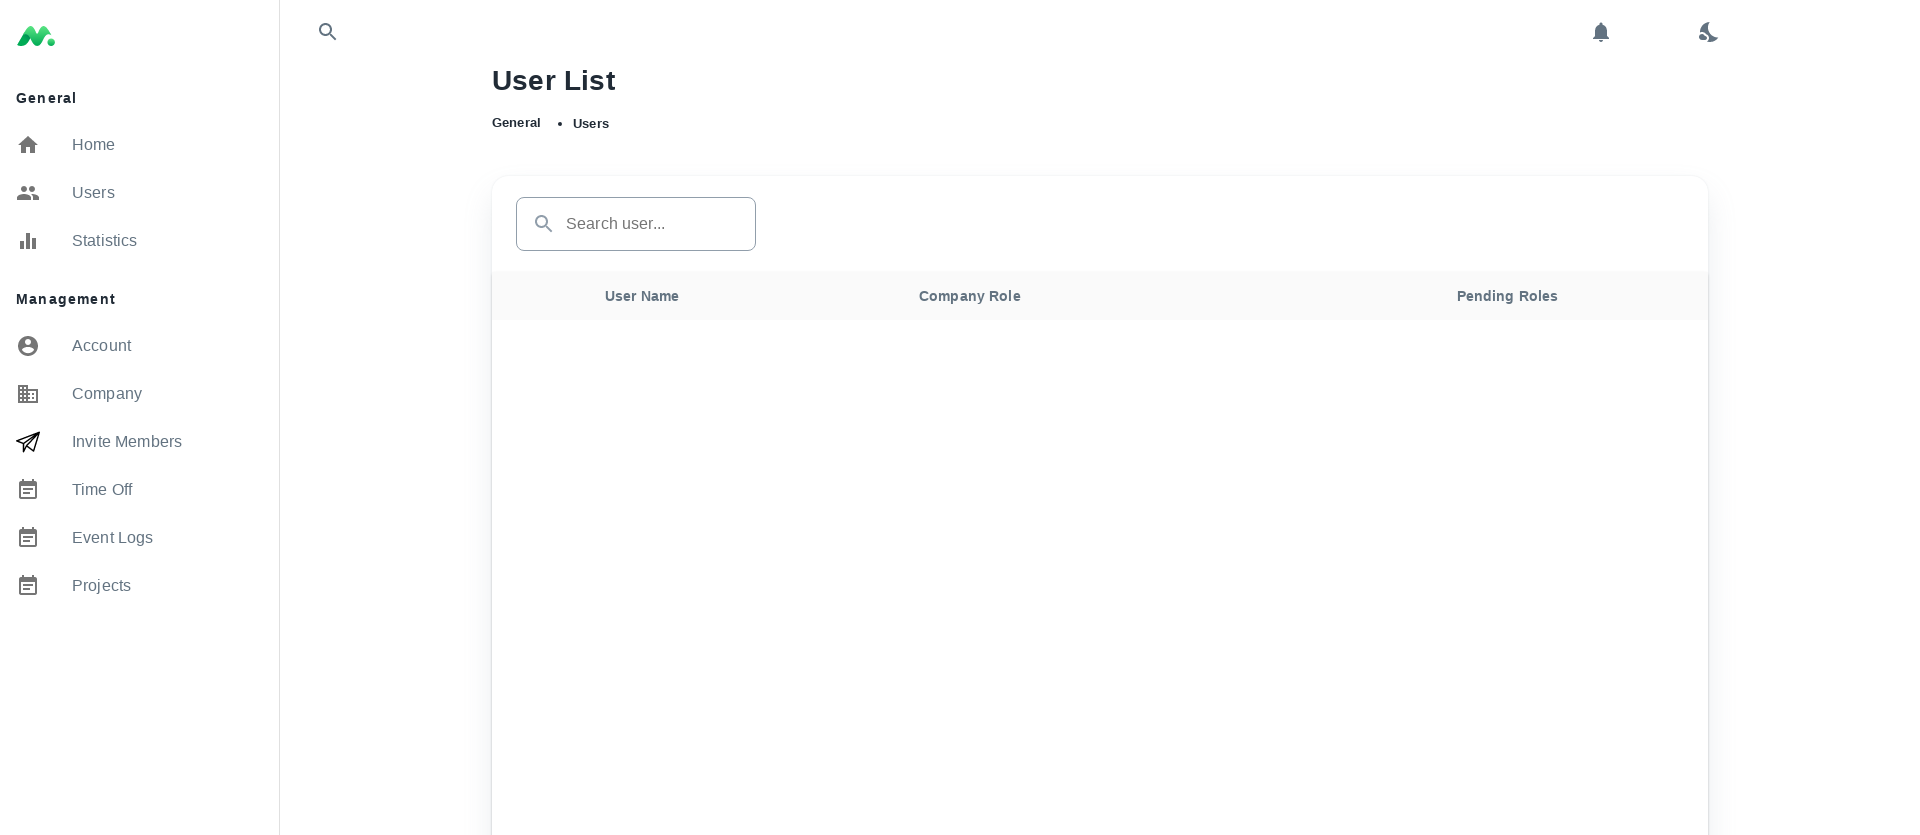 General
Home
Users
Statistics
Management
Account
Company
Invite Members
Time Off
Event Logs
Projects
User List
General • Users
Search user...
User Name Company Role Pending Roles